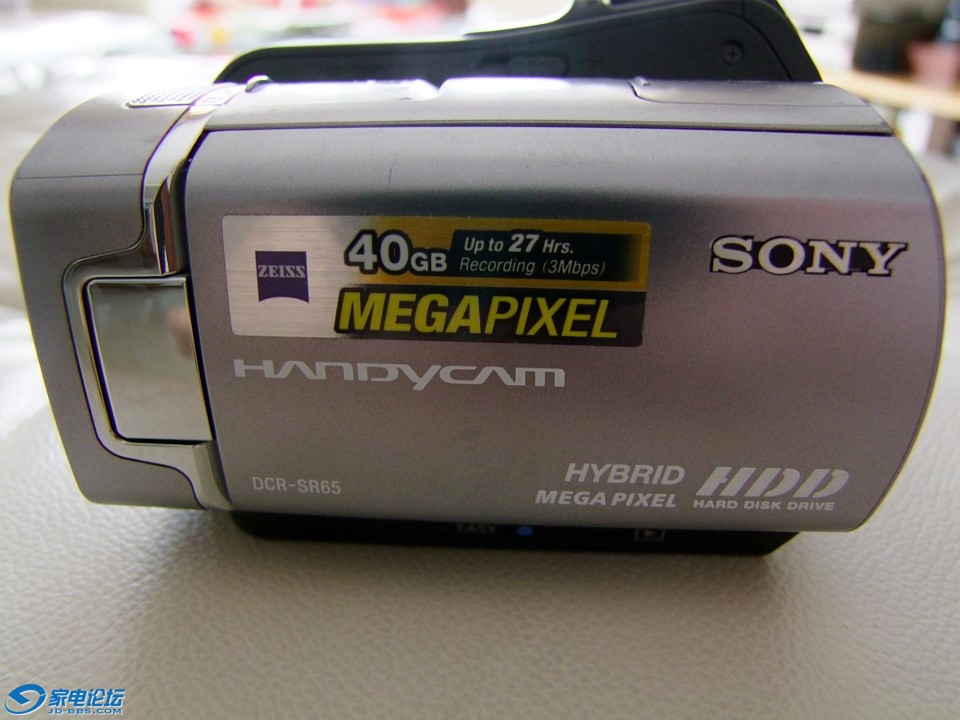 ZEISS
40GB
Up to 27 Hrs.
Recording (3Mbps)
MEGAPIXEL
SONY
HANDYCAM
DCR-SR65
HYBRID
MEGA PIXEL
HDD
HARD DISK DRIVE
EASY
家电论坛
JD-BBS.COM